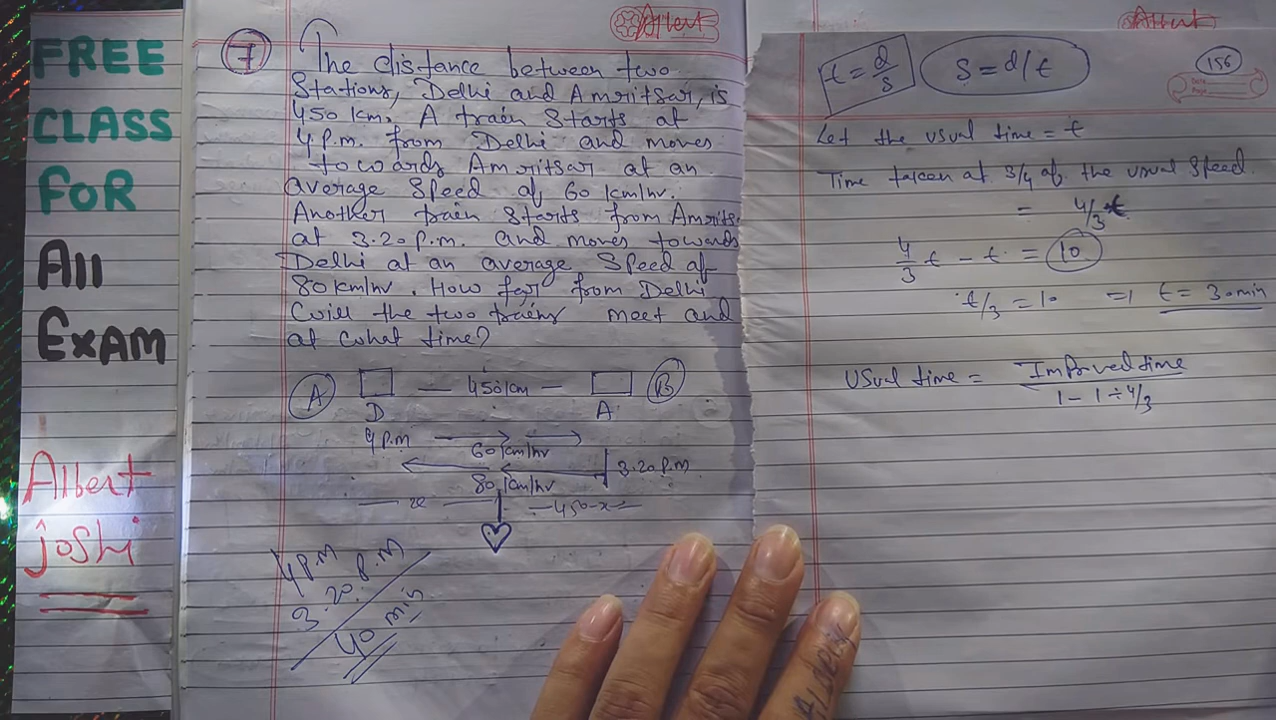 FREE
CLASS
FOR
All
EXAM
Albert
joshi
Albert
7 The distance between two
Stations, Delhi and Amritsar, is
450 km. A train starts at
4 p.m. from Delhi and moves
towards Amritsar at an
average speed of 60 km/hr.
Another train starts from Amrits
at 3.20 p.m. and moves towards
Delhi at an average speed of
80 km/hr. How far from Delhi
will the two trains meet and
at what time?
A — 450 km — B
D A
4 P.M
60 km/hr
3.20 P.M
80 km/hr
x 450-x
4 P.M
3.20 P.M
40 min
Albert
t = d/s S = d/t
156
Let the usual time = t
Time taken at 3/4 of the usual speed.
= 4/3 t
4/3 t - t = 10
t/3 = 10 => t = 30 min
Usual time = Improved time
1 - 1 ÷ 4/3